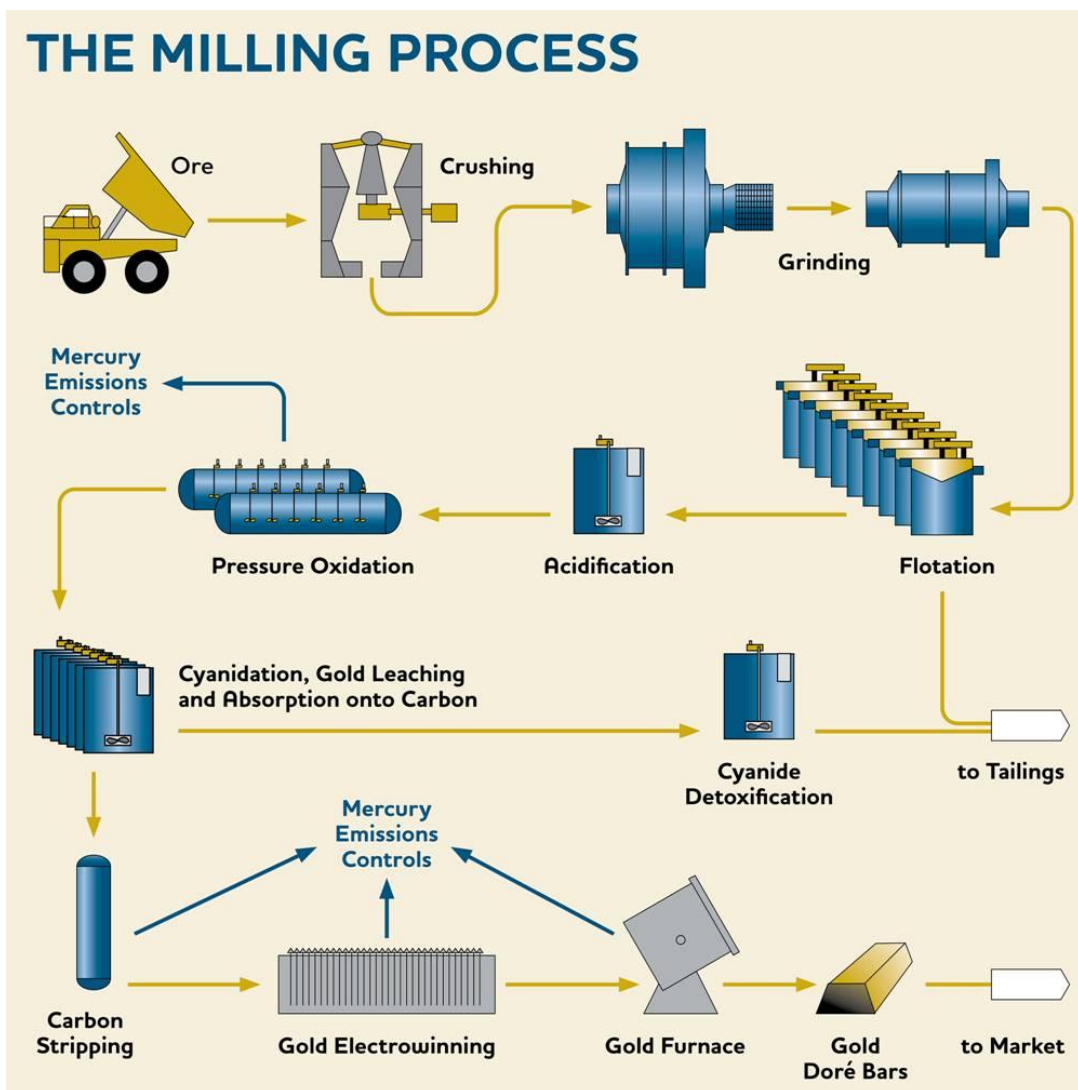 THE MILLING PROCESS
Ore
Crushing
Grinding
Mercury
Emissions
Controls
Pressure Oxidation
Acidification
Flotation
Cyanidation, Gold Leaching
and Absorption onto Carbon
Cyanide
Detoxification
to Tailings
Mercury
Emissions
Controls
Carbon
Stripping
Gold Electrowinning
Gold Furnace
Gold
Doré Bars
to Market